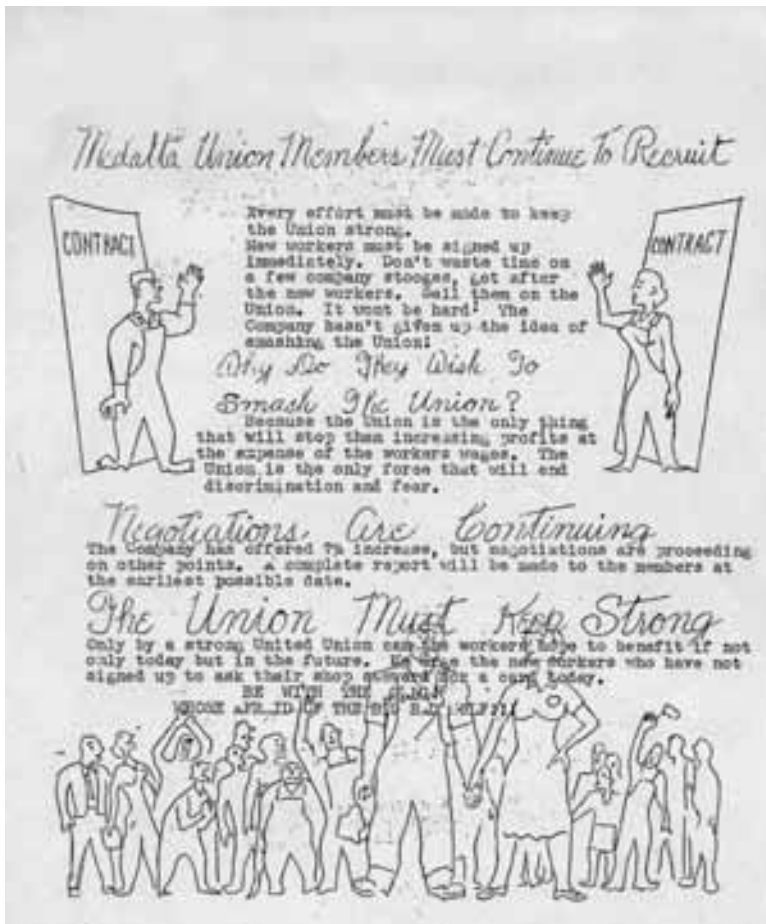 Medalta Union Members Must Continue To Recruit
CONTRACT
CONTRACT
Every effort must be made to keep
the Union strong.
New workers must be signed up
immediately. Don't waste time on
a few company stooges, get after
the new workers. Sell them on the
Union. It wont be hard! The
Company hasn't given up the idea of
smashing the Union!
Why Do They Wish To
Smash The Union?
Because the Union is the only thing
that will stop them increasing profits at
the expense of the workers wages. The
Union is the only force that will end
discrimination and fear.
Negotiations Are Continuing
The Company has offered increase, but negotiations are proceeding
on other points. A complete report will be made to the members at
the earliest possible date.
The Union Must Keep Strong
Only by a strong United Union can the workers hope to benefit if not
only today but in the future. We urge the new workers who have not
signed up to ask their shop steward for a card today.
BE WITH THE
WHOSE AFRAID OF THE BIG BAD